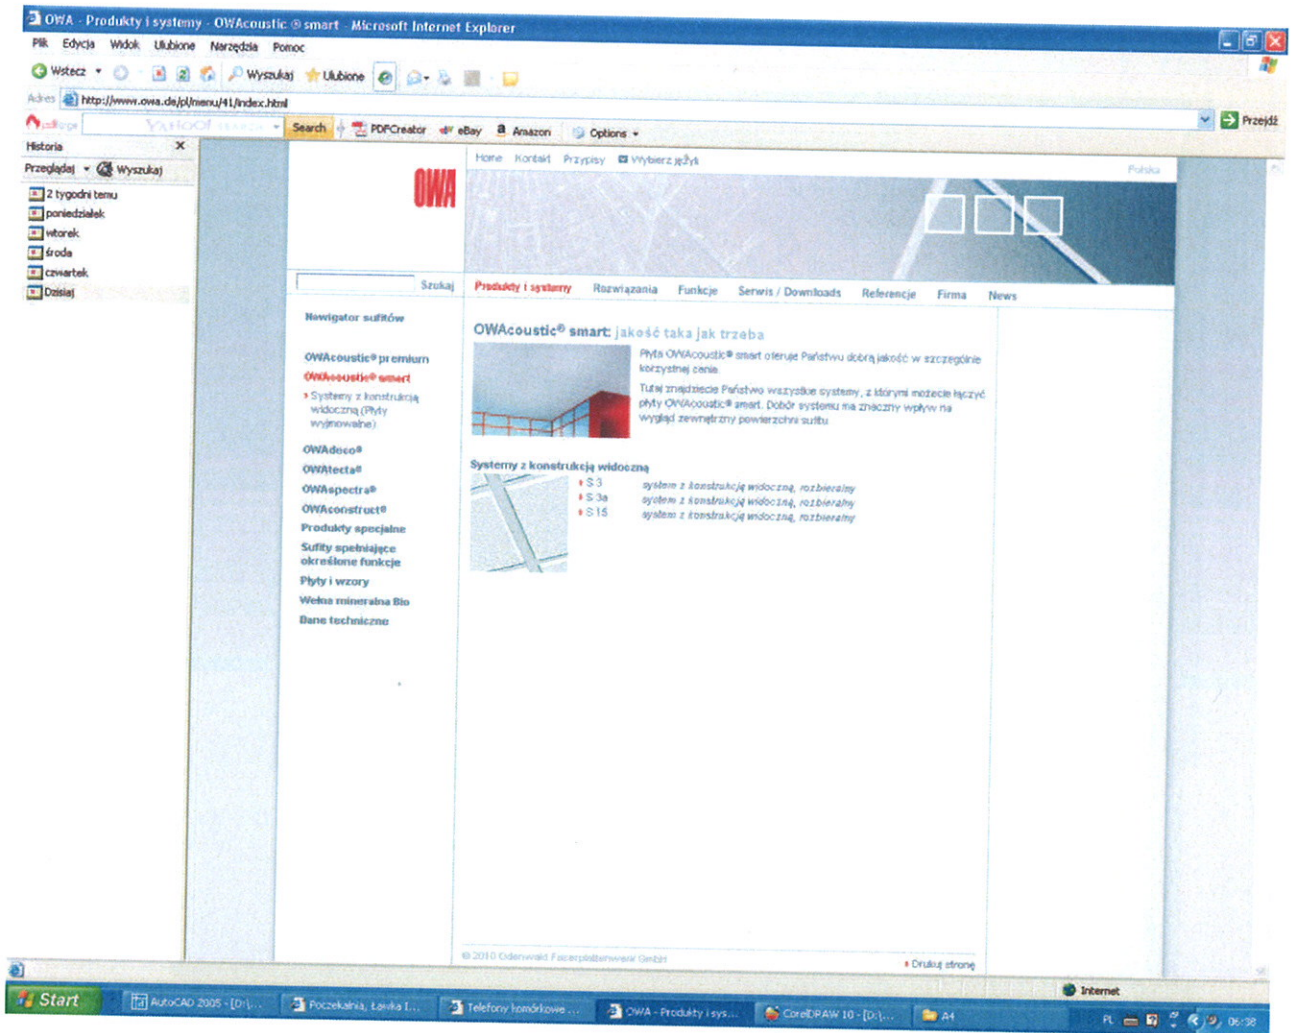 OWA - Produkty i systemy - OWAcoustic ® smart - Microsoft Internet Explorer
Plik Edycja Widok Ulubione Narzędzia Pomoc
Wstecz Wyszukaj Ulubione
Adres http://www.owa.de/pl/menu/41/index.html Przejdź
YAHOO! Search PDFCreator eBay Amazon Options
Historia x
Przeglądaj Wyszukaj
2 tygodni temu
poniedziałek
wtorek
środa
czwartek
Dzisiaj
Home Kontakt Przypisy Wybierz język Polska
OWA
Szukaj Produkty i systemy Rozwiązania Funkcje Serwis / Downloads Referencje Firma News
Nawigator sufitów
OWAcoustic® premium
OWAcoustic® smart
Systemy z konstrukcją
widoczną (Płyty
wyjmowalne)
OWAdeco®
OWAtecta®
OWAspectra®
OWAconstruct®
Produkty specjalne
Sufity spełniające
określone funkcje
Płyty i wzory
Wełna mineralna Bio
Dane techniczne
OWAcoustic® smart: jakość taka jak trzeba
Płyta OWAcoustic® smart oferuje Państwu dobrą jakość w szczególnie
korzystnej cenie.
Tutaj znajdziecie Państwo wszystkie systemy, z którymi możecie łączyć
płyty OWAcoustic® smart. Dobór systemu ma znaczny wpływ na
wygląd zewnętrzny powierzchni sufitu
Systemy z konstrukcją widoczną
S 3 system z konstrukcją widoczną, rozbieralny
S 3a system z konstrukcją widoczną, rozbieralny
S 15 system z konstrukcją widoczną, rozbieralny
© 2010 Odenwald Faserplattenwerk GmbH
Drukuj stronę
Internet
Start AutoCAD 2005 - [D:\... Poczekalnia, Ławka I... Telefony komórkowe ... OWA - Produkty i sys... CorelDRAW 10 - [D:\... A4 PL 06:38